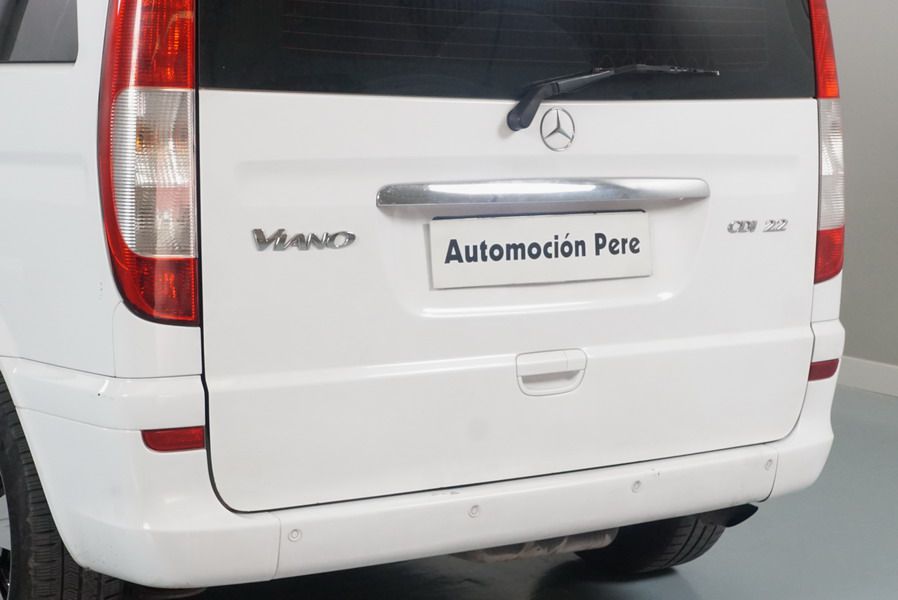 VIANO
Automoción Pere
CDI 2.2